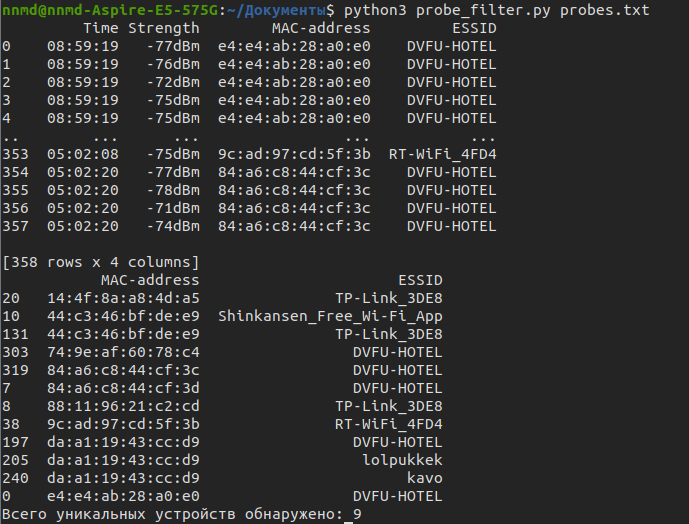 nnmd@nnmd-Aspire-E5-575G:~/Документы$ python3 probe_filter.py probes.txt
Time Strength MAC-address ESSID
0 08:59:19 -77dBm e4:e4:ab:28:a0:e0 DVFU-HOTEL
1 08:59:19 -76dBm e4:e4:ab:28:a0:e0 DVFU-HOTEL
2 08:59:19 -72dBm e4:e4:ab:28:a0:e0 DVFU-HOTEL
3 08:59:19 -75dBm e4:e4:ab:28:a0:e0 DVFU-HOTEL
4 08:59:19 -75dBm e4:e4:ab:28:a0:e0 DVFU-HOTEL
.. ... ... ... ...
353 05:02:08 -75dBm 9c:ad:97:cd:5f:3b RT-WiFi_4FD4
354 05:02:20 -77dBm 84:a6:c8:44:cf:3c DVFU-HOTEL
355 05:02:20 -78dBm 84:a6:c8:44:cf:3c DVFU-HOTEL
356 05:02:20 -71dBm 84:a6:c8:44:cf:3c DVFU-HOTEL
357 05:02:20 -74dBm 84:a6:c8:44:cf:3c DVFU-HOTEL
[358 rows x 4 columns]
MAC-address ESSID
20 14:4f:8a:a8:4d:a5 TP-Link_3DE8
10 44:c3:46:bf:de:e9 Shinkansen_Free_Wi-Fi_App
131 44:c3:46:bf:de:e9 TP-Link_3DE8
303 74:9e:af:60:78:c4 DVFU-HOTEL
319 84:a6:c8:44:cf:3c DVFU-HOTEL
7 84:a6:c8:44:cf:3d DVFU-HOTEL
8 88:11:96:21:c2:cd TP-Link_3DE8
38 9c:ad:97:cd:5f:3b RT-WiFi_4FD4
197 da:a1:19:43:cc:d9 DVFU-HOTEL
205 da:a1:19:43:cc:d9 lolpukkek
240 da:a1:19:43:cc:d9 kavo
0 e4:e4:ab:28:a0:e0 DVFU-HOTEL
Всего уникальных устройств обнаружено: 9